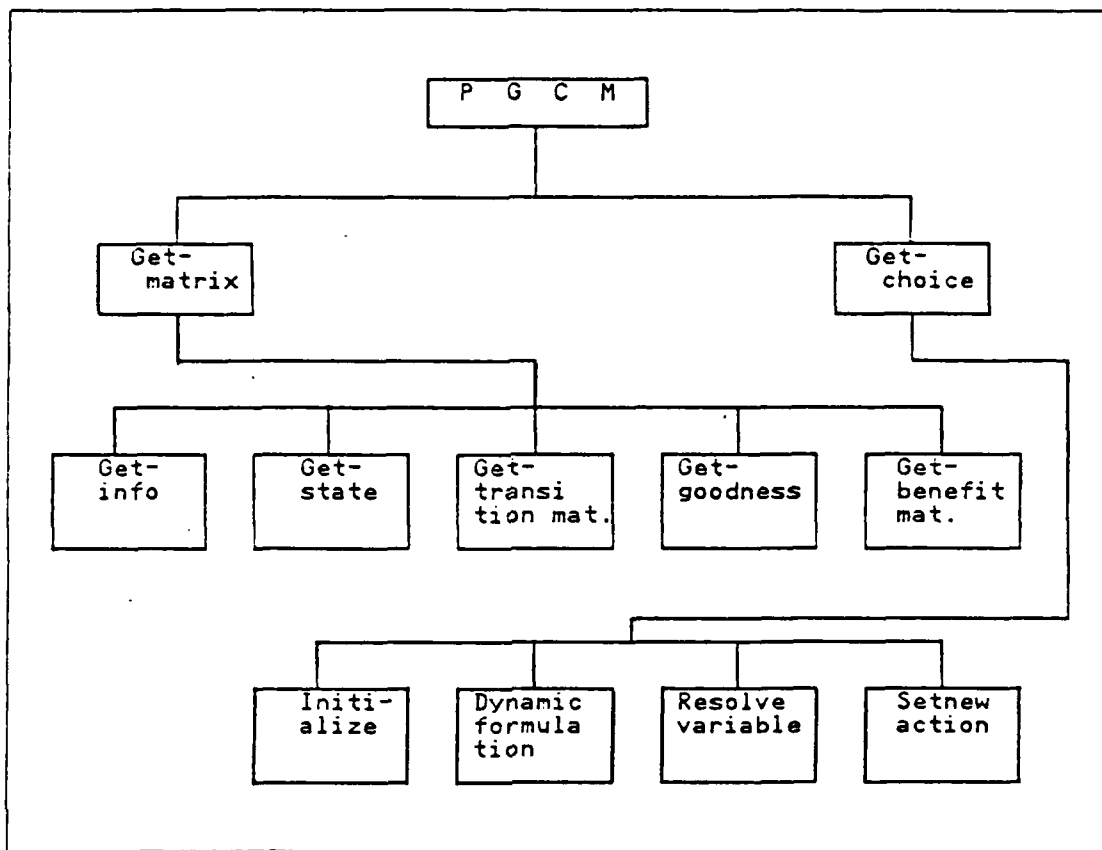 P G C M
Get-
matrix
Get-
choice
Get-
info
Get-
state
Get-
transi
tion mat.
Get-
goodness
Get-
benefit
mat.
Initi-
alize
Dynamic
formula
tion
Resolve
variable
Setnew
action